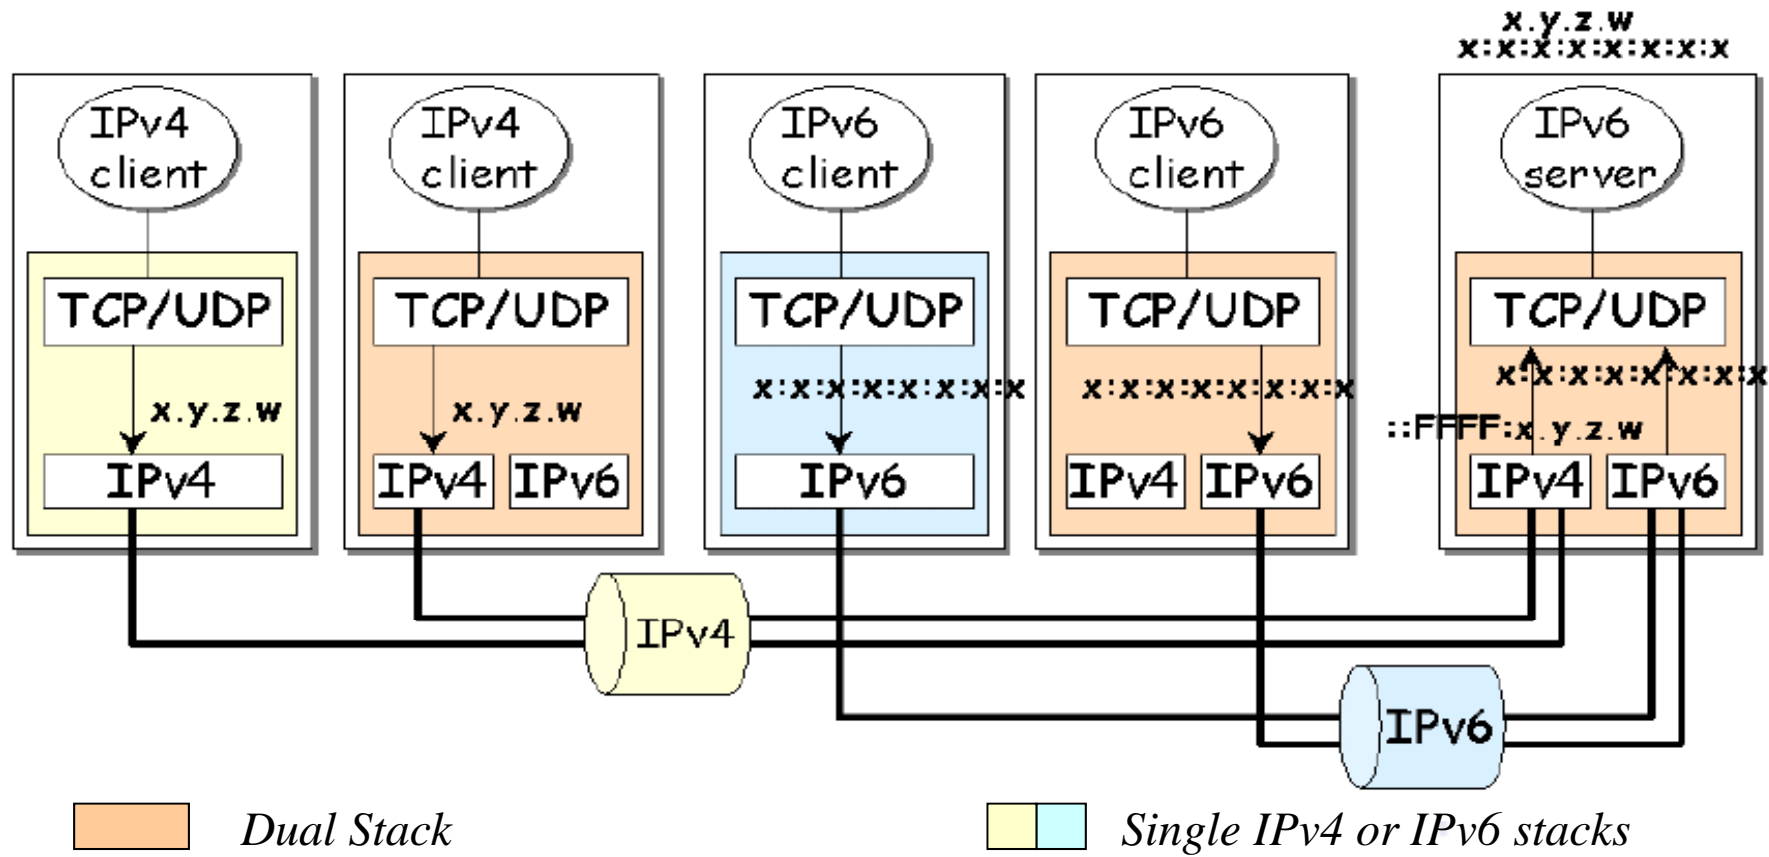 x.y.z.w
x:x:x:x:x:x:x:x
IPv4
client
IPv4
client
IPv6
client
IPv6
client
IPv6
server
TCP/UDP
TCP/UDP
TCP/UDP
TCP/UDP
TCP/UDP
x.y.z.w
x.y.z.w
x:x:x:x:x:x:x:x
x:x:x:x:x:x:x:x
x:x:x:x:x:x:x:x
::FFFF:x.y.z.w
IPv4
IPv4
IPv6
IPv6
IPv4
IPv6
IPv4
IPv6
IPv4
IPv6
Dual Stack
Single IPv4 or IPv6 stacks